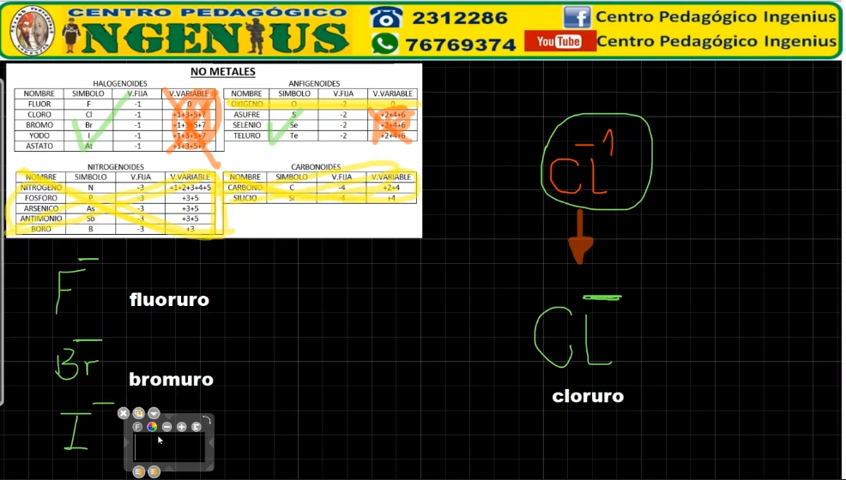 CENTRO PEDAGÓGICO
INGENIUS
2312286
76769374
Centro Pedagógico Ingenius
YouTube Centro Pedagógico Ingenius
NO METALES
HALOGENOIDES
NOMBRE SIMBOLO V.FIJA V.VARIABLE
FLUOR F -1 0
CLORO Cl -1 +1+3+5+7
BROMO Br -1 +1+3+5+7
YODO I -1 +1+3+5+7
ASTATO At -1 +1+3+5+7
ANFIGENOIDES
NOMBRE SIMBOLO V.FIJA V.VARIABLE
OXIGENO O -2 0
ASUFRE S -2 +2+4+6
SELENIO Se -2 +2+4+6
TELURO Te -2 +2+4+6
NITROGENOIDES
NOMBRE SIMBOLO V.FIJA V.VARIABLE
NITROGENO N -3 +1+2+3+4+5
FOSFORO P -3 +3+5
ARSENICO As -3 +3+5
ANTIMONIO Sb -3 +3+5
BORO B -3 +3
CARBONOIDES
NOMBRE SIMBOLO V.FIJA V.VARIABLE
CARBONO C -4 +2+4
SILICIO Si -4 +4
CL⁻¹
F⁻ fluoruro
Br⁻ bromuro
I⁻
CL⁻
cloruro